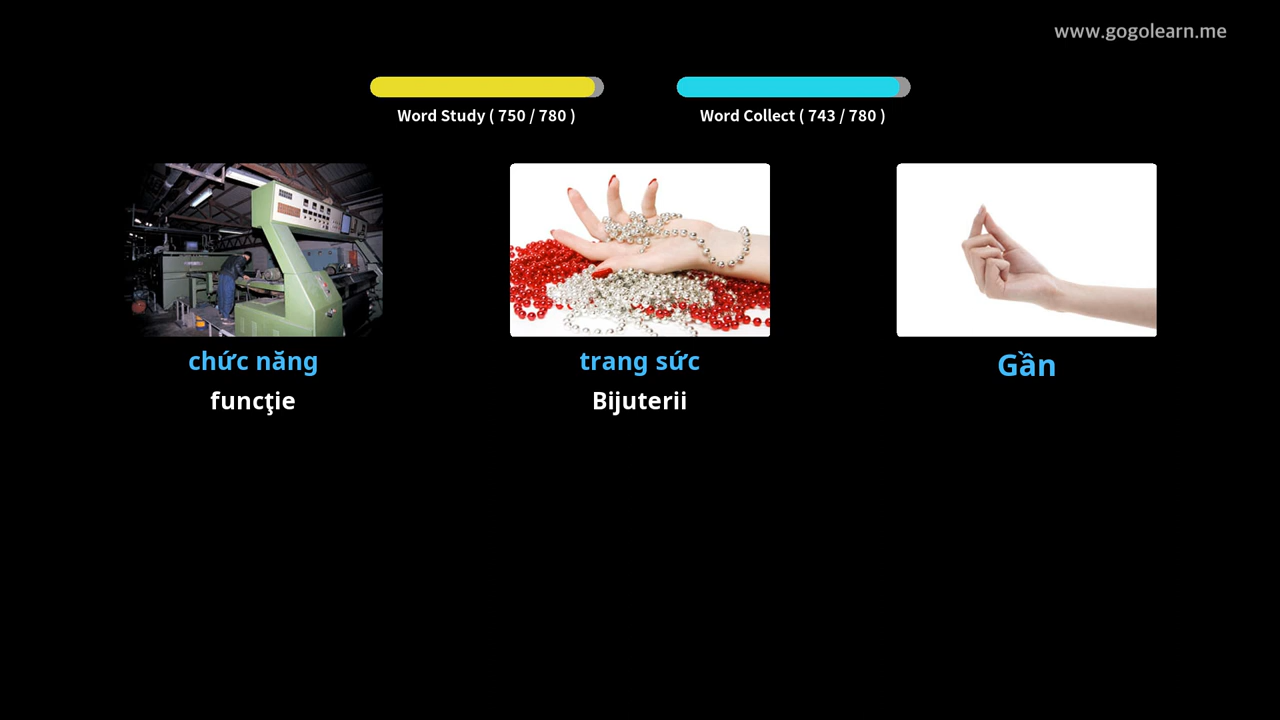 www.gogolearn.me
Word Study ( 750 / 780 )
Word Collect ( 743 / 780 )
chức năng
trang sức
Gần
funcţie
Bijuterii